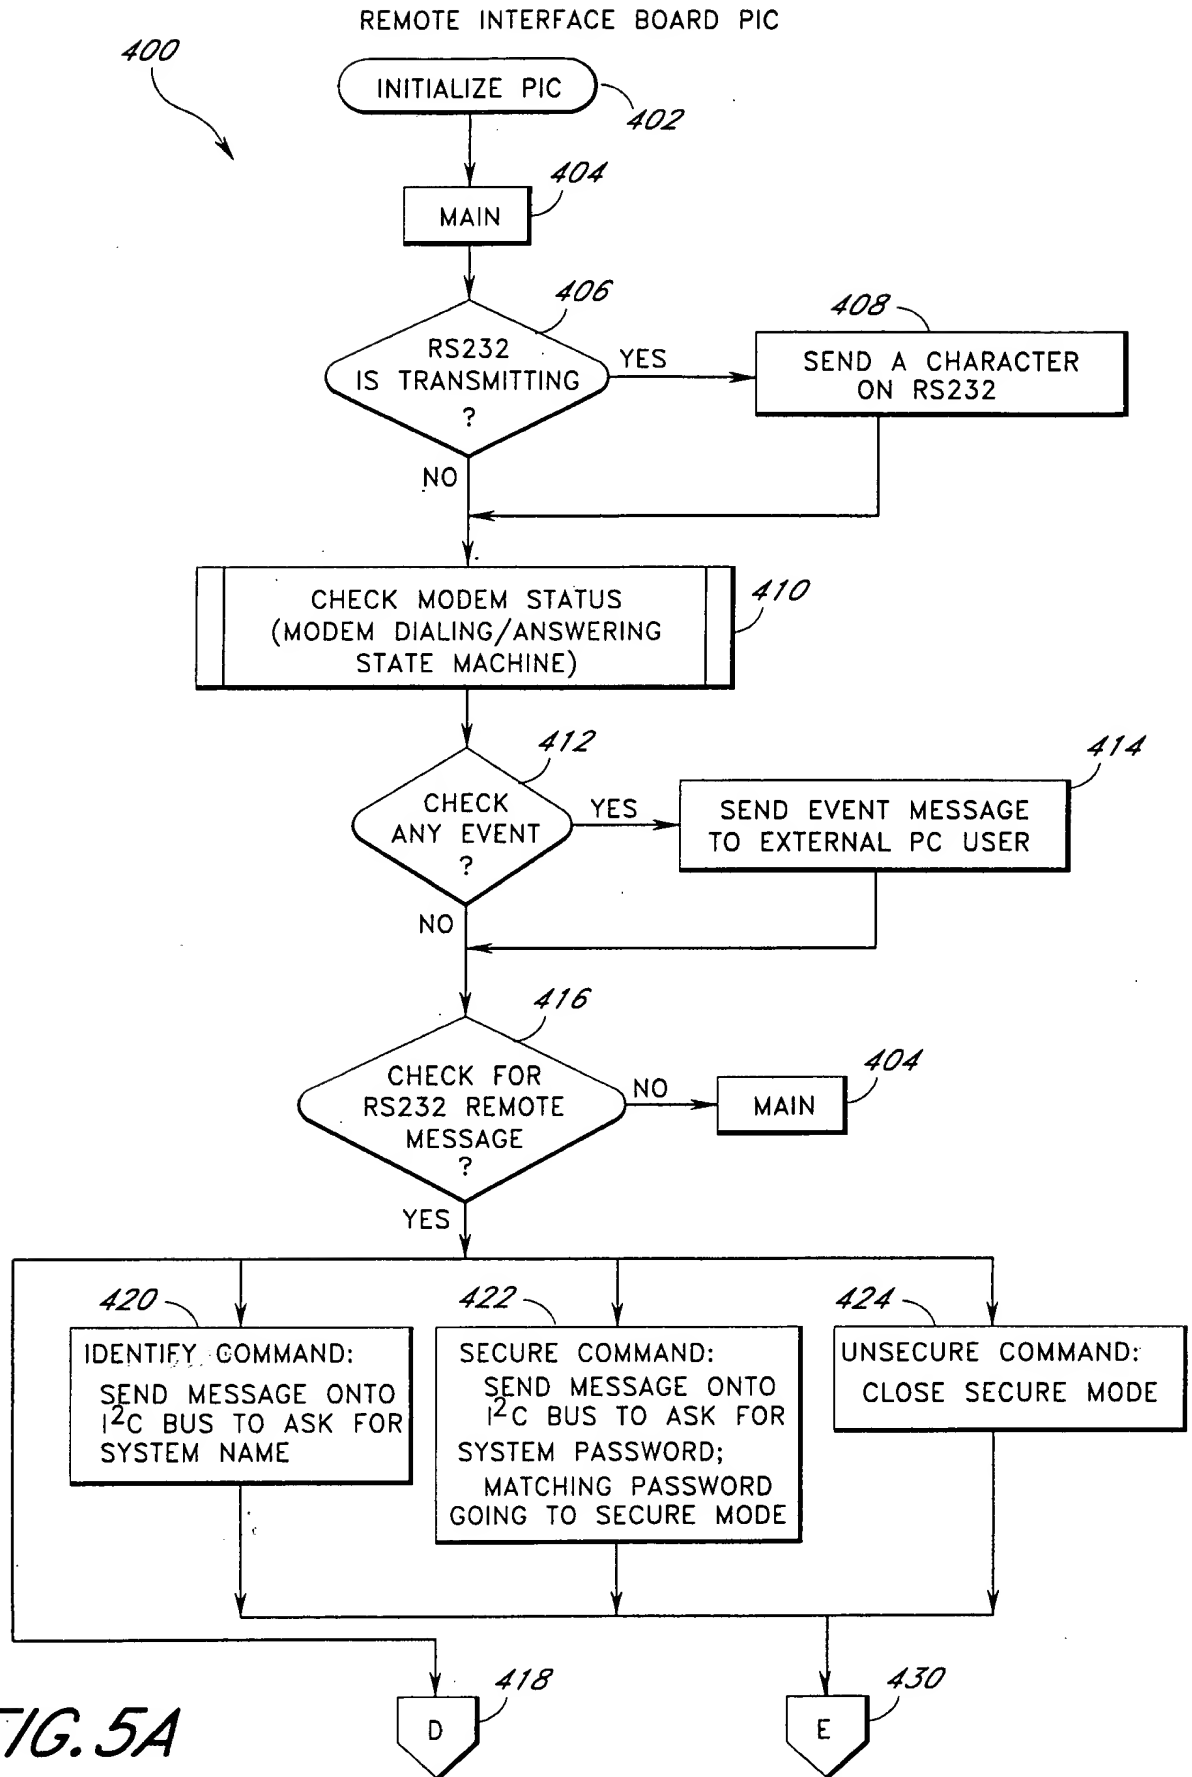 REMOTE INTERFACE BOARD PIC
400
INITIALIZE PIC
402
404
MAIN
406
408
RS232
IS TRANSMITTING
?
YES
SEND A CHARACTER
ON RS232
NO
410
CHECK MODEM STATUS
(MODEM DIALING/ANSWERING
STATE MACHINE)
412
414
CHECK
ANY EVENT
?
YES
SEND EVENT MESSAGE
TO EXTERNAL PC USER
NO
416
404
CHECK FOR
RS232 REMOTE
MESSAGE
?
NO
MAIN
YES
420
422
424
IDENTIFY COMMAND:
SEND MESSAGE ONTO
I²C BUS TO ASK FOR
SYSTEM NAME
SECURE COMMAND:
SEND MESSAGE ONTO
I²C BUS TO ASK FOR
SYSTEM PASSWORD;
MATCHING PASSWORD
GOING TO SECURE MODE
UNSECURE COMMAND:
CLOSE SECURE MODE
418
430
D
E
FIG. 5A